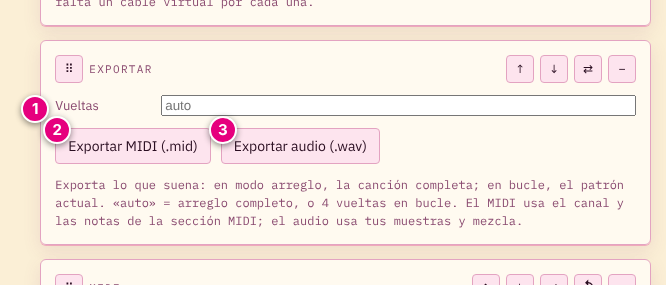 falta un cable virtual por cada una.
⠿ EXPORTAR ↑ ↓ ⇄ −
1 Vueltas auto
2 3
Exportar MIDI (.mid) Exportar audio (.wav)
Exporta lo que suena: en modo arreglo, la canción completa; en bucle, el patrón
actual. «auto» = arreglo completo, o 4 vueltas en bucle. El MIDI usa el canal y
las notas de la sección MIDI; el audio usa tus muestras y mezcla.